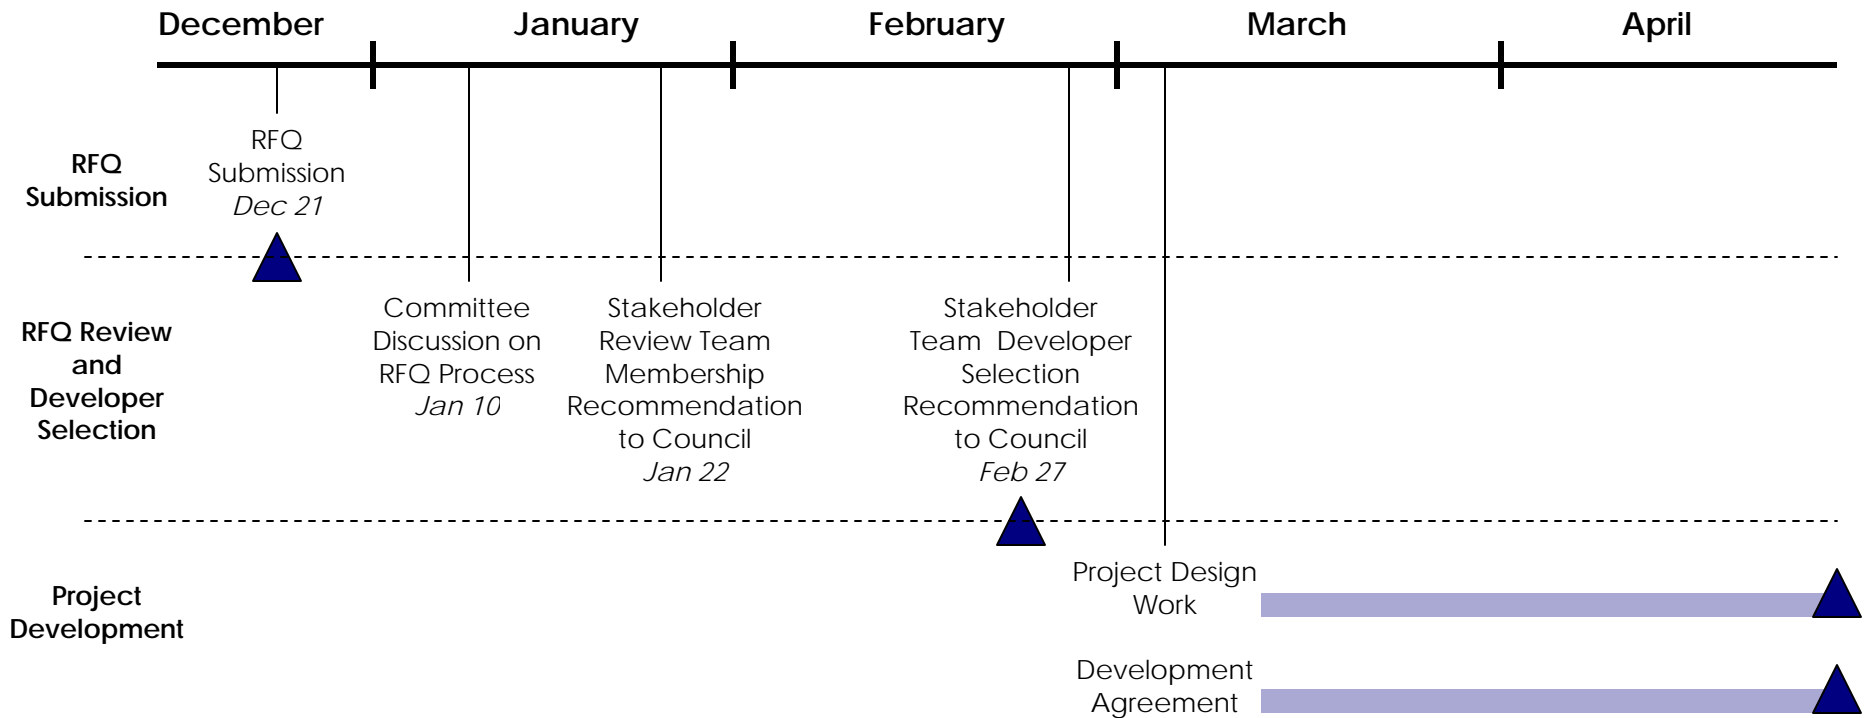 December January February March April
RFQ
Submission
RFQ
Submission
Dec 21
RFQ Review
and
Developer
Selection
Committee
Discussion on
RFQ Process
Jan 10
Stakeholder
Review Team
Membership
Recommendation
to Council
Jan 22
Stakeholder
Team Developer
Selection
Recommendation
to Council
Feb 27
Project
Development
Project Design
Work
Development
Agreement